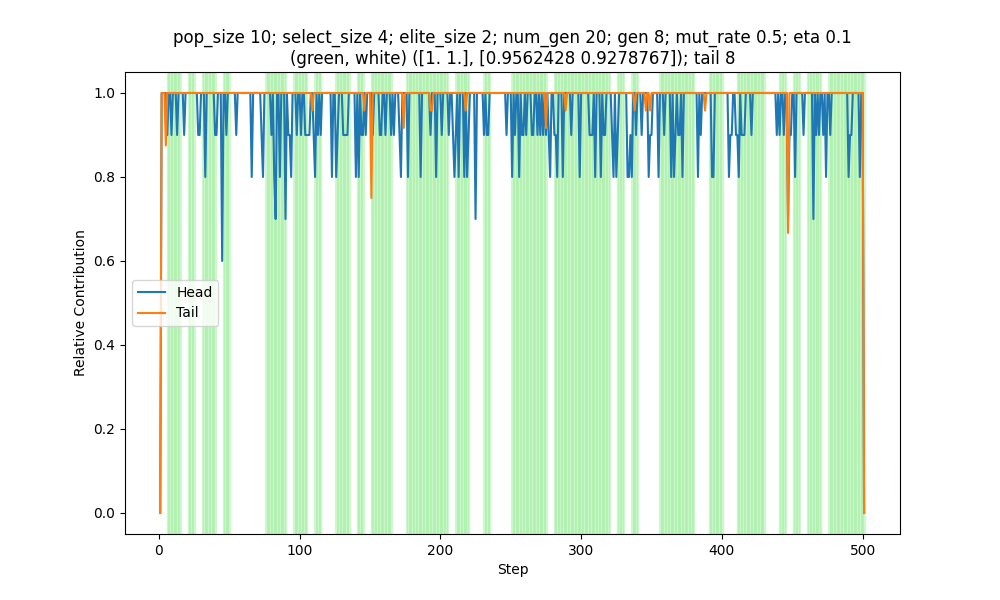 pop_size 10; select_size 4; elite_size 2; num_gen 20; gen 8; mut_rate 0.5; eta 0.1
(green, white) ([1. 1.], [0.9562428 0.9278767]); tail 8
1.0
0.8
0.6
0.4
0.2
0.0
Relative Contribution
Head
Tail
0
100
200
300
400
500
Step